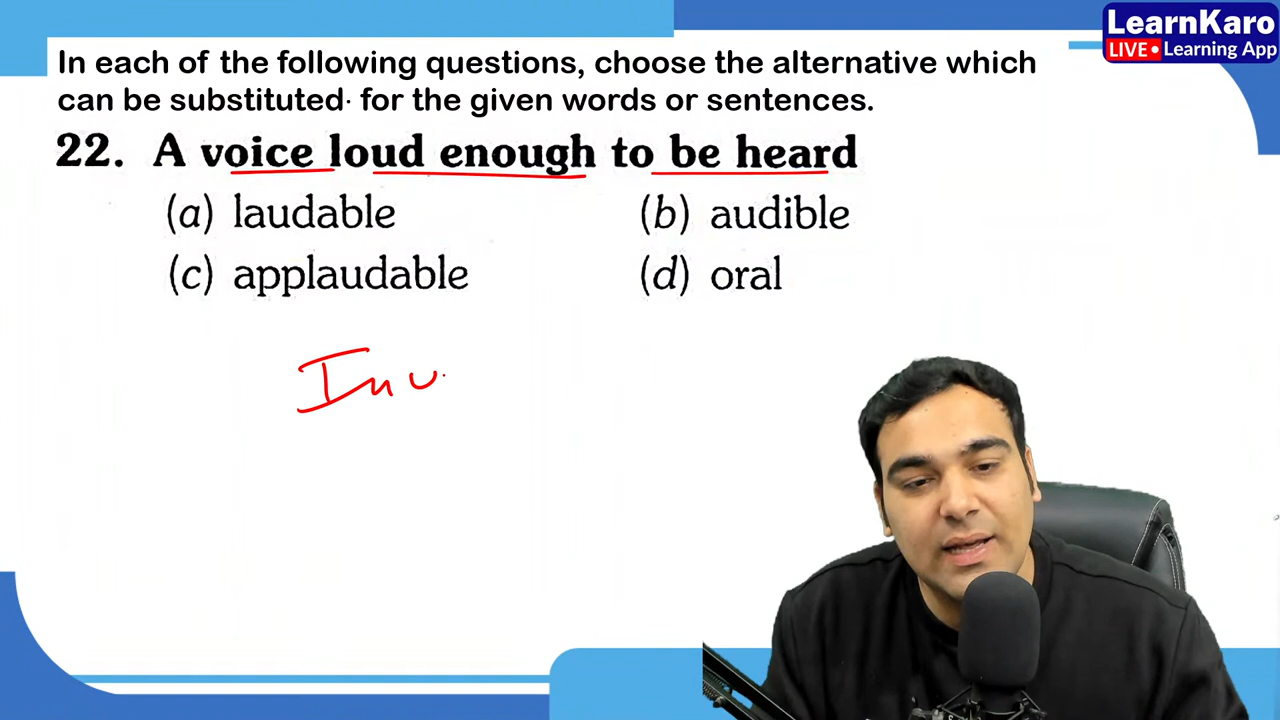 LearnKaro
LIVE • Learning App
In each of the following questions, choose the alternative which
can be substituted for the given words or sentences.
22. A voice loud enough to be heard
(a) laudable (b) audible
(c) applaudable (d) oral